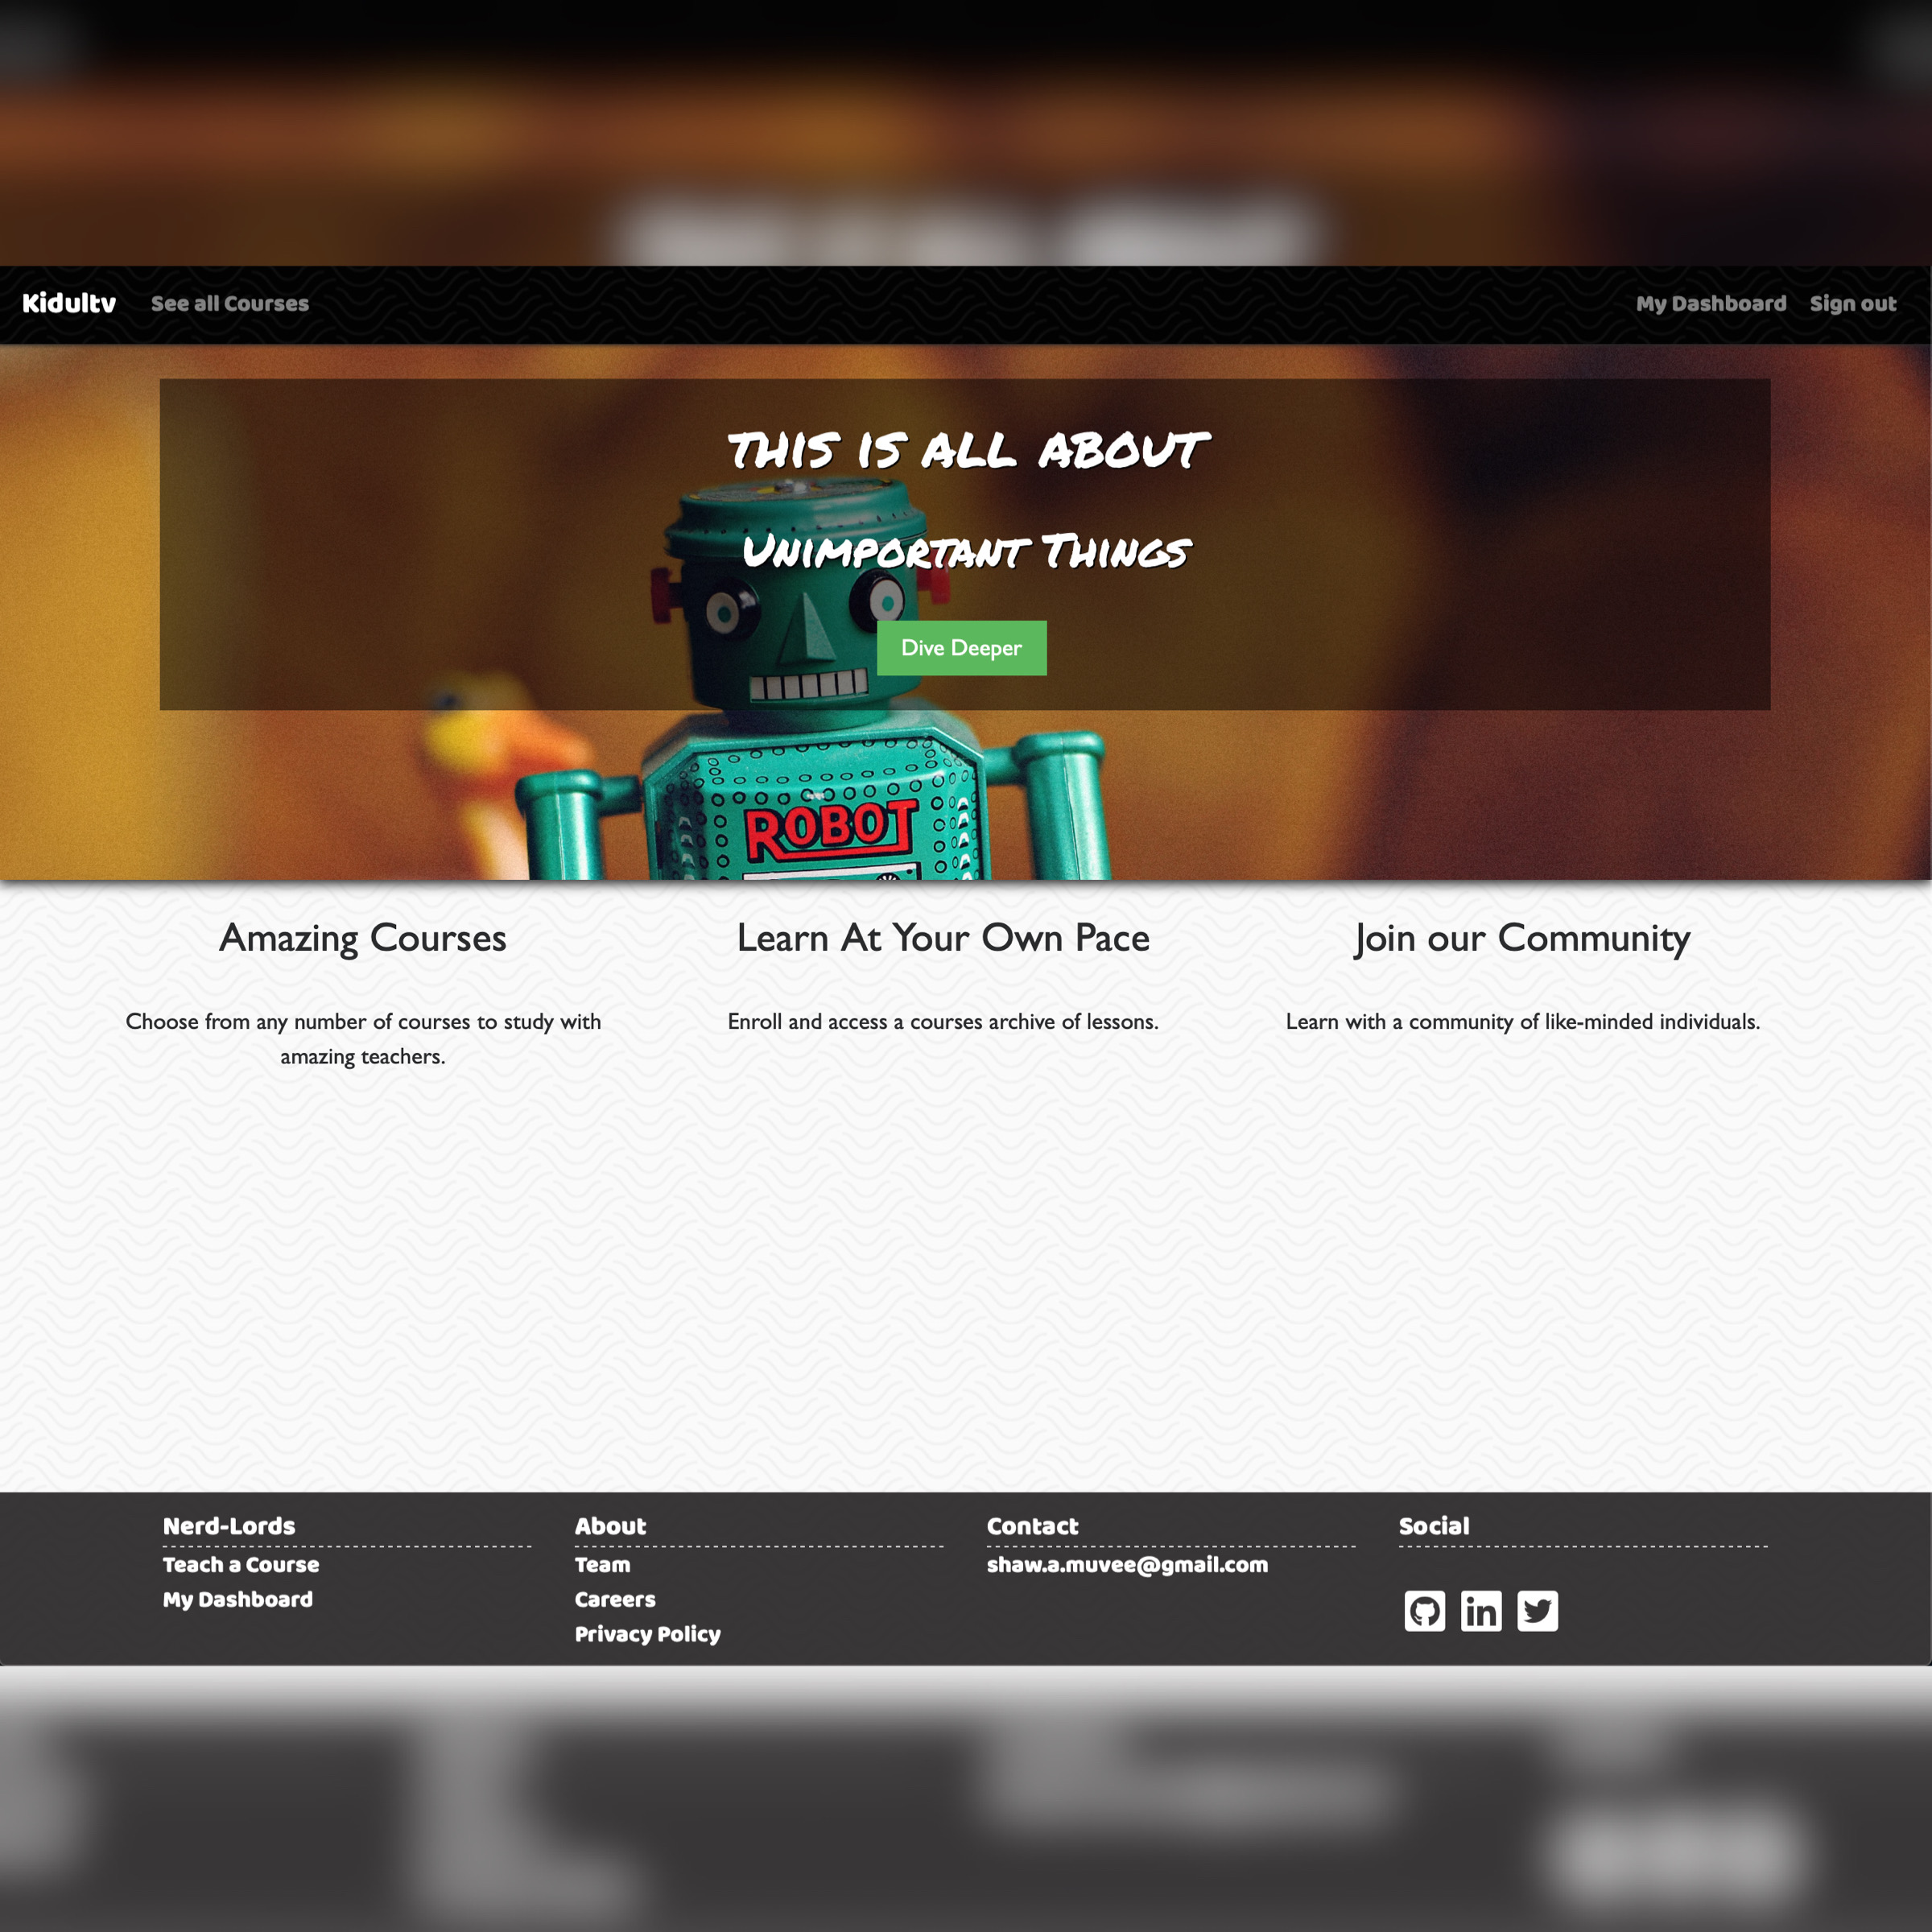 Kidultv See all Courses My Dashboard Sign out
THIS IS ALL ABOUT
UNIMPORTANT THINGS
Dive Deeper
ROBOT
Amazing Courses
Choose from any number of courses to study with
amazing teachers.
Learn At Your Own Pace
Enroll and access a courses archive of lessons.
Join our Community
Learn with a community of like-minded individuals.
Nerd-Lords
Teach a Course
My Dashboard
About
Team
Careers
Privacy Policy
Contact
shaw.a.muvee@gmail.com
Social
in